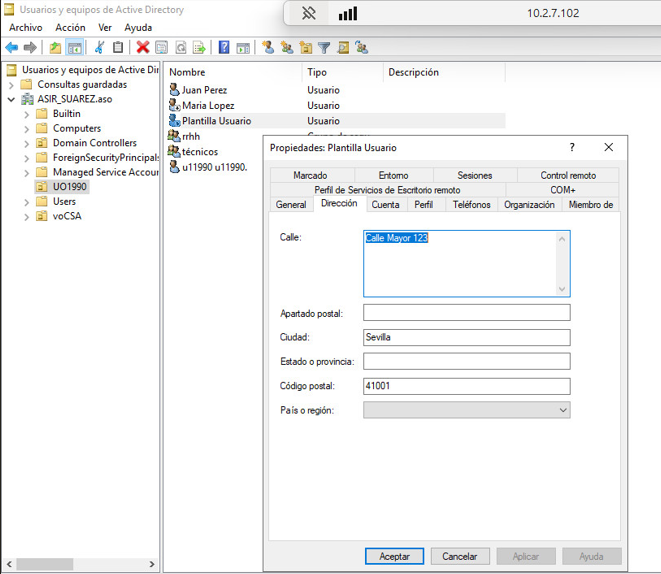 Usuarios y equipos de Active Directory
10.2.7.102
Archivo Acción Ver Ayuda
Usuarios y equipos de Active Dire
Consultas guardadas
ASIR_SUAREZ.aso
Builtin
Computers
Domain Controllers
ForeignSecurityPrincipals
Managed Service Accou
UO1990
Users
voCSA
Nombre Tipo Descripción
Juan Perez Usuario
Maria Lopez Usuario
Plantilla Usuario Usuario
rrhh
técnicos
u11990 u11990.
Propiedades: Plantilla Usuario
Marcado Entorno Sesiones Control remoto
Perfil de Servicios de Escritorio remoto COM+
General Dirección Cuenta Perfil Teléfonos Organización Miembro de
Calle: Calle Mayor 123
Apartado postal:
Ciudad: Sevilla
Estado o provincia:
Código postal: 41001
País o región:
Aceptar Cancelar Aplicar Ayuda